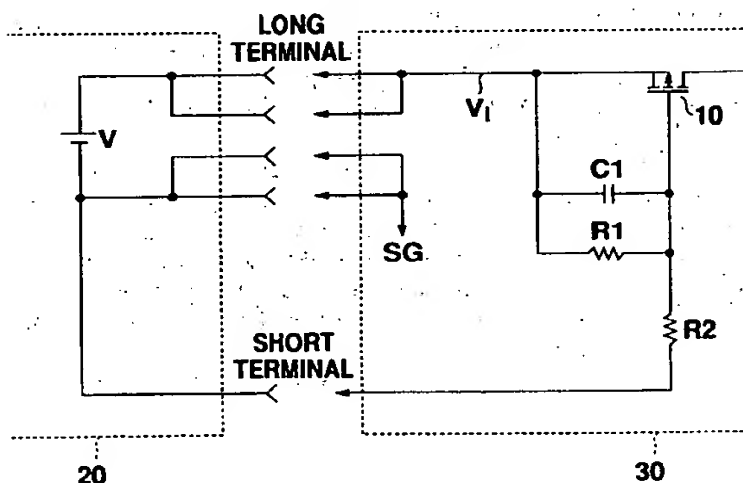 LONG
TERMINAL
V
V1
10
C1
R1
SG
R2
SHORT
TERMINAL
20
30